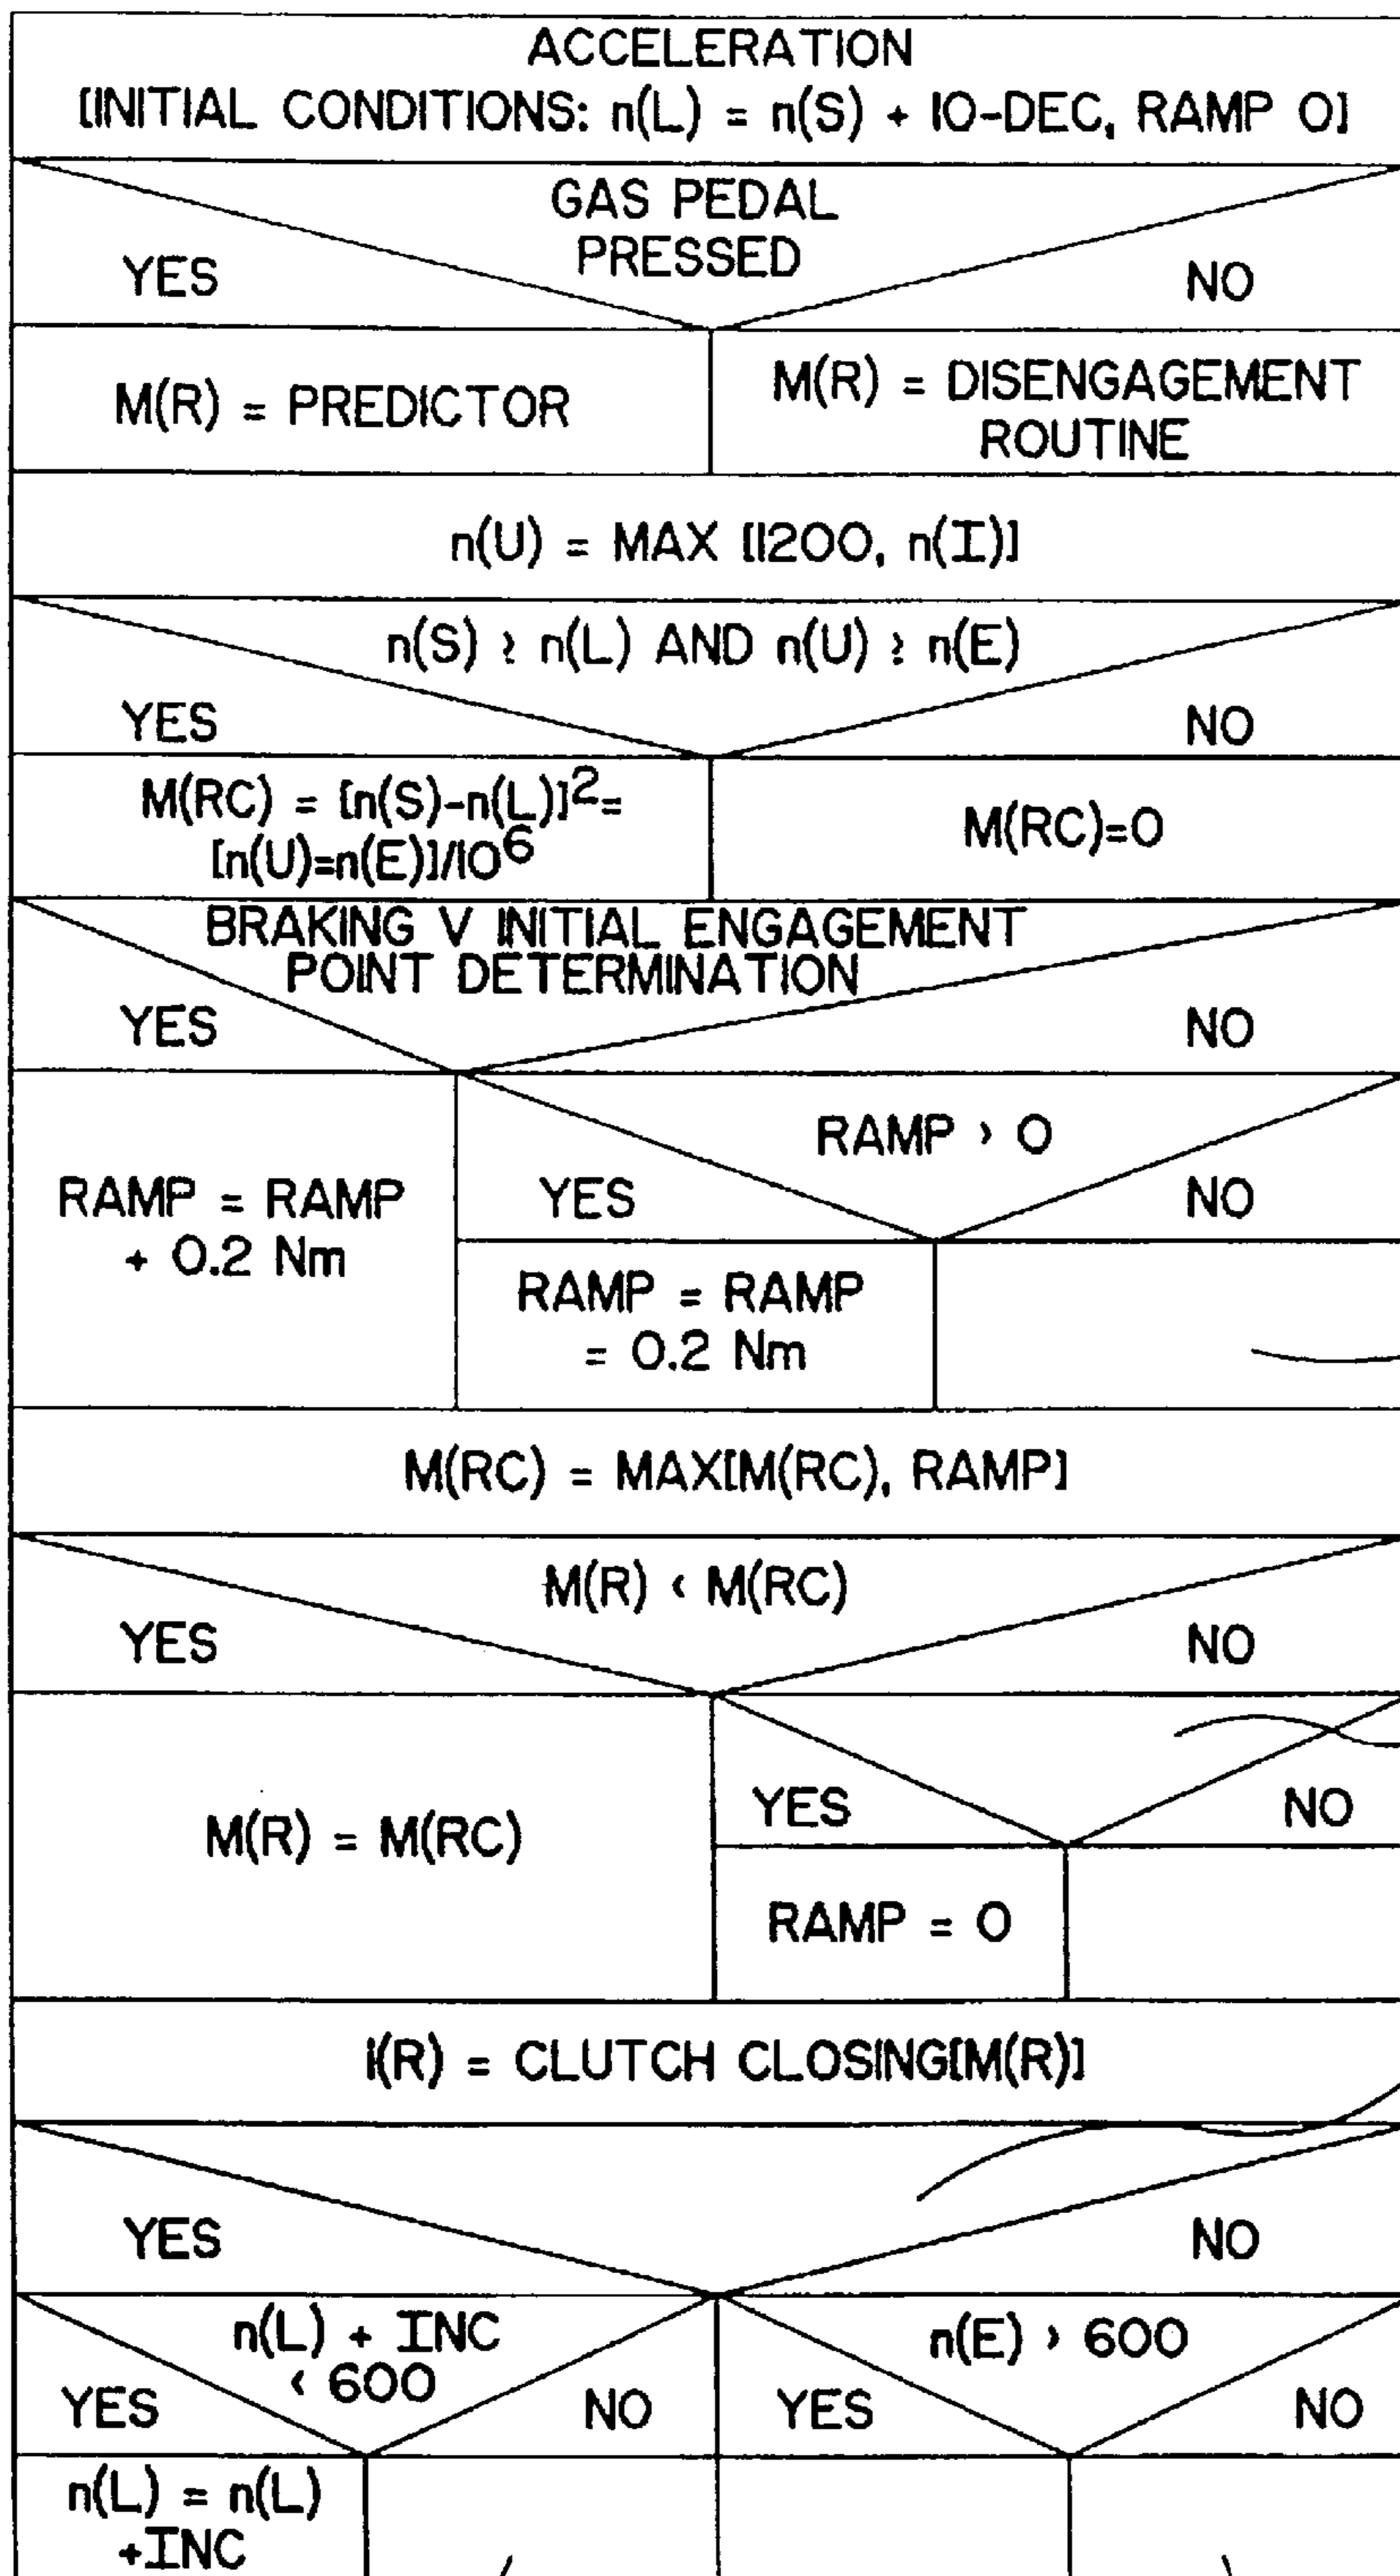 ACCELERATION
[INITIAL CONDITIONS: n(L) = n(S) + 10-DEC, RAMP 0]
GAS PEDAL
PRESSED
YES
NO
M(R) = PREDICTOR
M(R) = DISENGAGEMENT
ROUTINE
n(U) = MAX [1200, n(I)]
n(S) ≥ n(L) AND n(U) ≥ n(E)
YES
NO
M(RC) = [n(S)-n(L)]²=
[n(U)=n(E)]/10⁶
M(RC)=0
BRAKING V INITIAL ENGAGEMENT
POINT DETERMINATION
YES
NO
RAMP = RAMP
+ 0.2 Nm
RAMP > 0
YES
NO
RAMP = RAMP
= 0.2 Nm
M(RC) = MAX[M(RC), RAMP]
M(R) < M(RC)
YES
NO
M(R) = M(RC)
YES
NO
RAMP = 0
I(R) = CLUTCH CLOSING[M(R)]
YES
NO
n(L) + INC
< 600
YES
NO
n(E) > 600
YES
NO
n(L) = n(L)
+INC